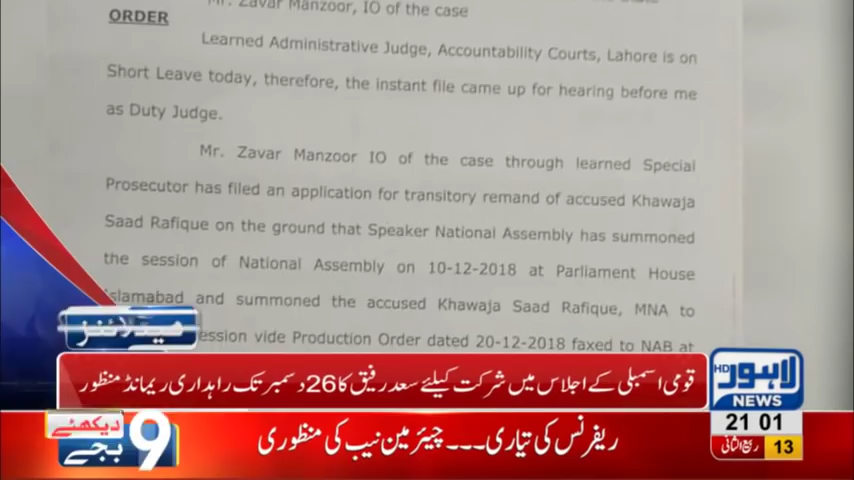 Mr. Zavar Manzoor, IO of the case
ORDER
Learned Administrative Judge, Accountability Courts, Lahore is on
Short Leave today, therefore, the instant file came up for hearing before me
as Duty Judge.
Mr. Zavar Manzoor IO of the case through learned Special
Prosecutor has filed an application for transitory remand of accused Khawaja
Saad Rafique on the ground that Speaker National Assembly has summoned
the session of National Assembly on 10-12-2018 at Parliament House
Islamabad and summoned the accused Khawaja Saad Rafique, MNA to
ession vide Production Order dated 20-12-2018 faxed to NAB at
ہیڈلائنز
قومی اسمبلی کے اجلاس میں شرکت کیلئے سعد رفیق کا 26 دسمبر تک راہداری ریمانڈ منظور
لاہور HD
NEWS
21 01
13 ربیع الثانی
دیکھئے
9 بجے
ریفرنس کی تیاری۔۔۔ چیئرمین نیب کی منظوری